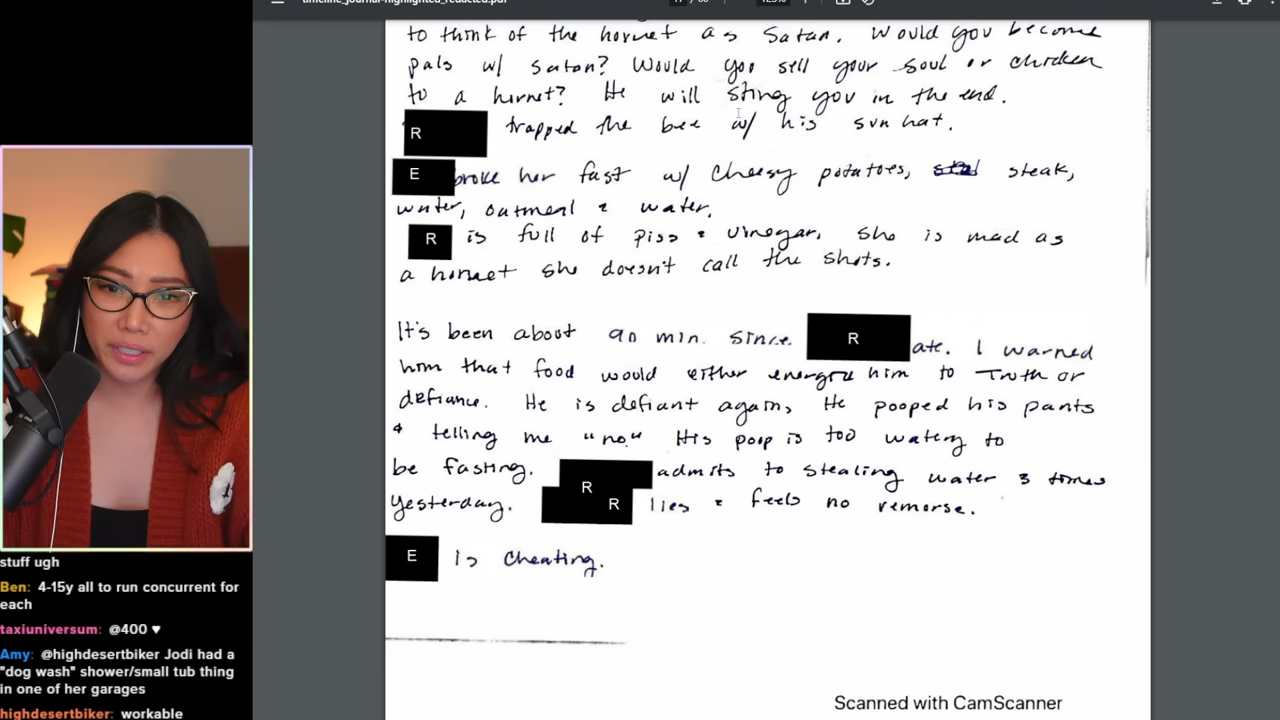 timeline_journal-highlighted_redacted.pdf
to think of the hornet as Satan. Would you become
pals w/ satan? Would you sell your soul or chicken
to a hornet? He will sting you in the end.
R trapped the bee w/ his sun hat.
E broke her fast w/ cheesy potatoes, steak,
water, oatmeal & water.
R is full of piss & vinegar, she is mad as
a hornet she doesn't call the shots.
It's been about 90 min. since R ate. I warned
him that food would either him to Truth or
defiance. He is defiant again, He pooped his pants
& telling me "no." His poop is too watery to
be fasting. R admits to stealing water 3 times
yesterday. R lies & feels no remorse.
E is cheating.
Scanned with CamScanner
stuff ugh
Ben: 4-15y all to run concurrent for
each
taxiuniversum: @400 ♥
Amy: @highdesertbiker Jodi had a
"dog wash" shower/small tub thing
in one of her garages
highdesertbiker: workable